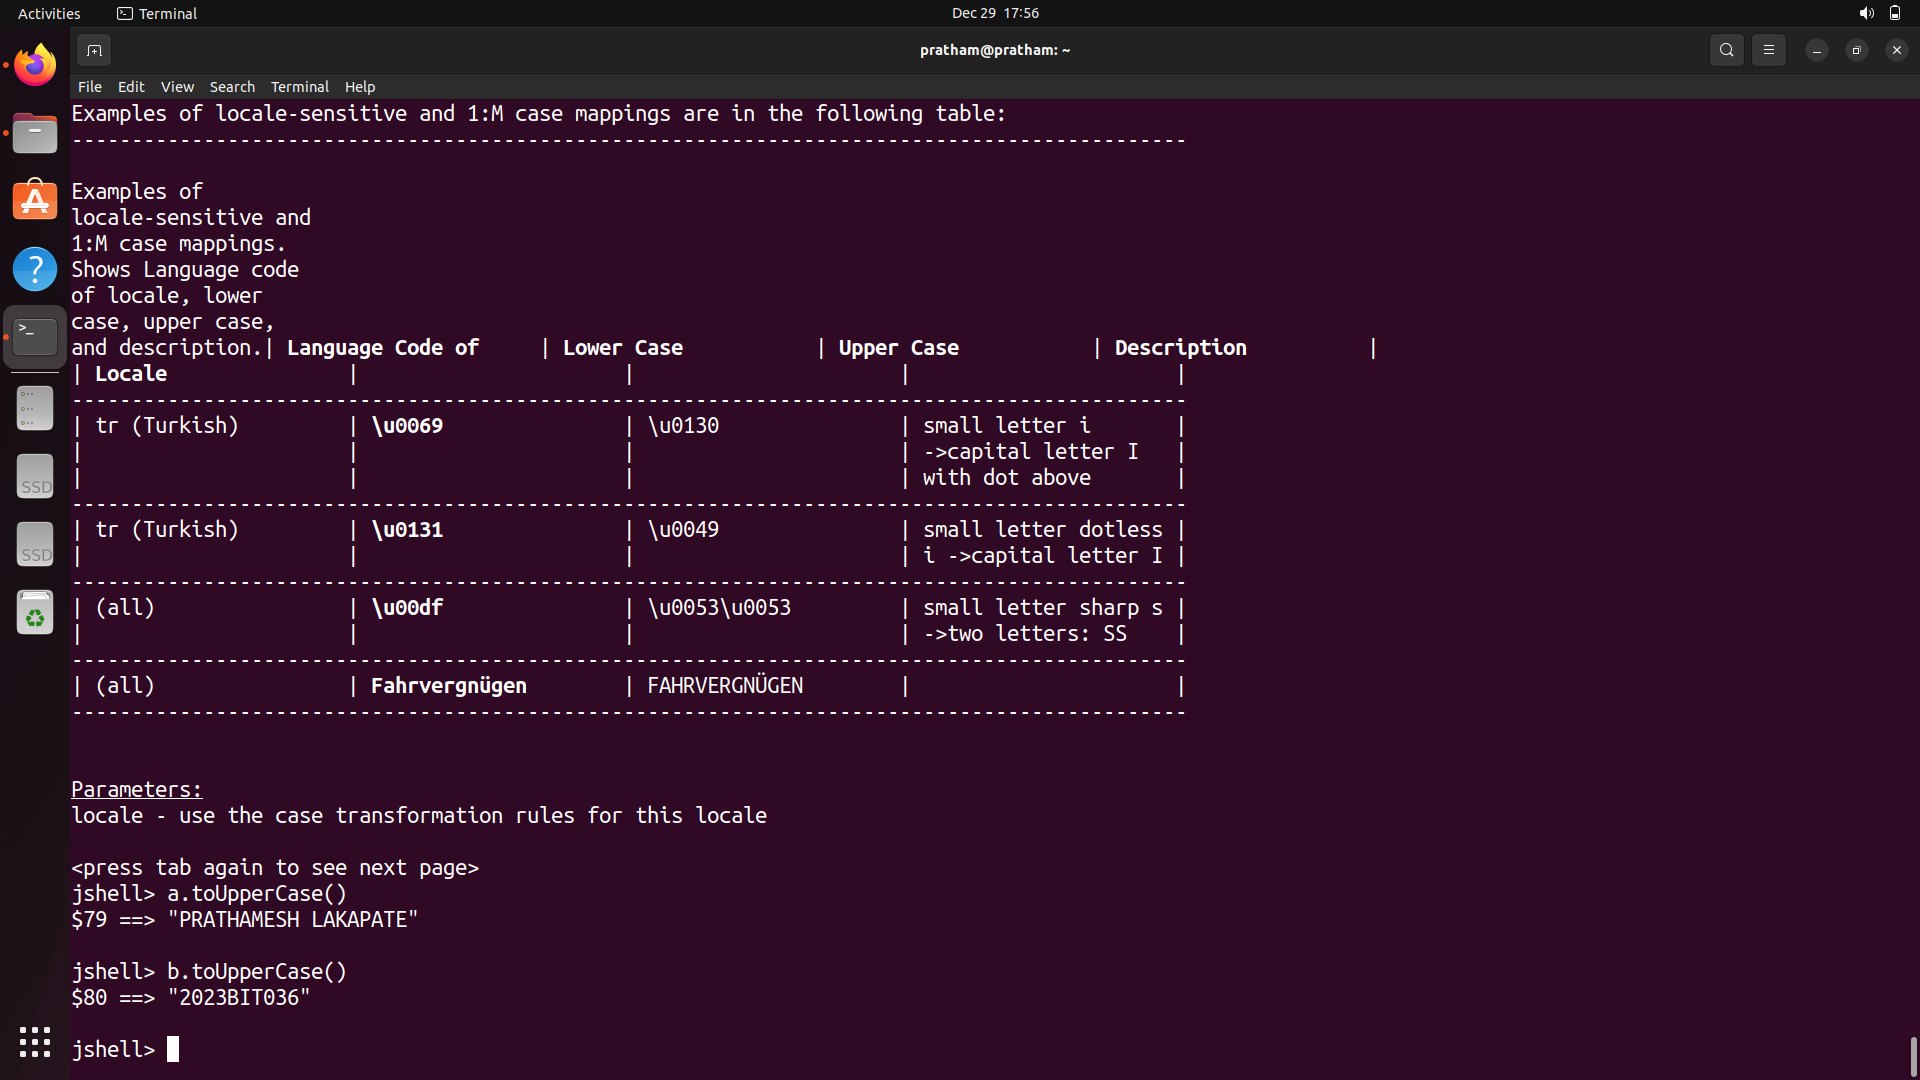 Activities Terminal Dec 29 17:56
pratham@pratham: ~
File Edit View Search Terminal Help
Examples of locale-sensitive and 1:M case mappings are in the following table:
---------------------------------------------------------------------------------------------
Examples of
locale-sensitive and
1:M case mappings.
Shows Language code
of locale, lower
case, upper case,
and description.| Language Code of     | Lower Case           | Upper Case           | Description          |
| Locale               |                      |                      |                      |
---------------------------------------------------------------------------------------------
| tr (Turkish)         | \u0069               | \u0130               | small letter i       |
|                      |                      |                      | ->capital letter I   |
|                      |                      |                      | with dot above       |
---------------------------------------------------------------------------------------------
| tr (Turkish)         | \u0131               | \u0049               | small letter dotless |
|                      |                      |                      | i ->capital letter I |
---------------------------------------------------------------------------------------------
| (all)                | \u00df               | \u0053\u0053         | small letter sharp s |
|                      |                      |                      | ->two letters: SS    |
---------------------------------------------------------------------------------------------
| (all)                | Fahrvergnügen        | FAHRVERGNÜGEN        |                      |
---------------------------------------------------------------------------------------------
Parameters:
locale - use the case transformation rules for this locale
<press tab again to see next page>
jshell> a.toUpperCase()
$79 ==> "PRATHAMESH LAKAPATE"
jshell> b.toUpperCase()
$80 ==> "2023BIT036"
jshell>
SSD
SSD